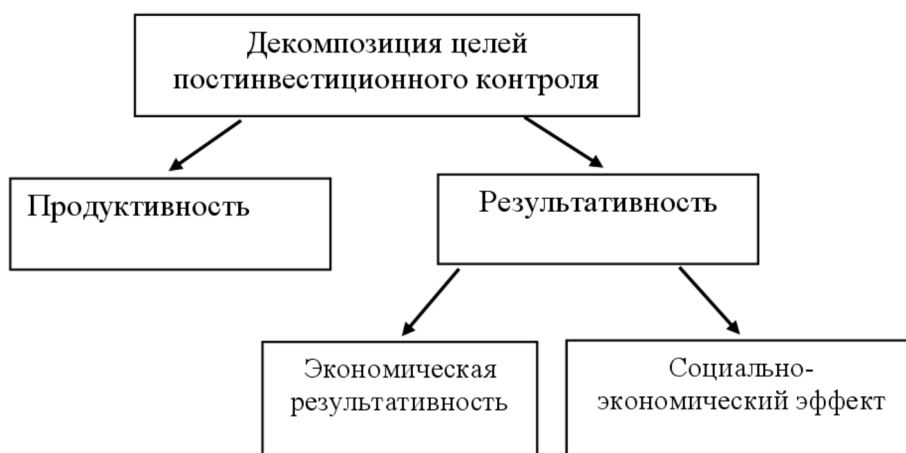 Декомпозиция целей
постинвестиционного контроля
Продуктивность
Результативность
Экономическая
результативность
Социально-
экономический эффект